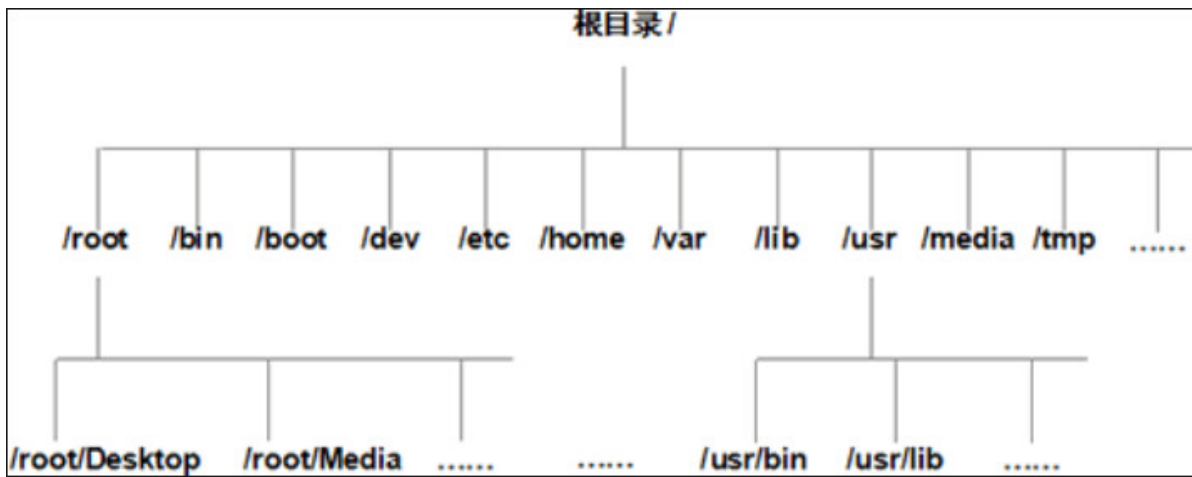 根目录 /
/root /bin /boot /dev /etc /home /var /lib /usr /media /tmp ……
/root/Desktop /root/Media …… …… /usr/bin /usr/lib ……